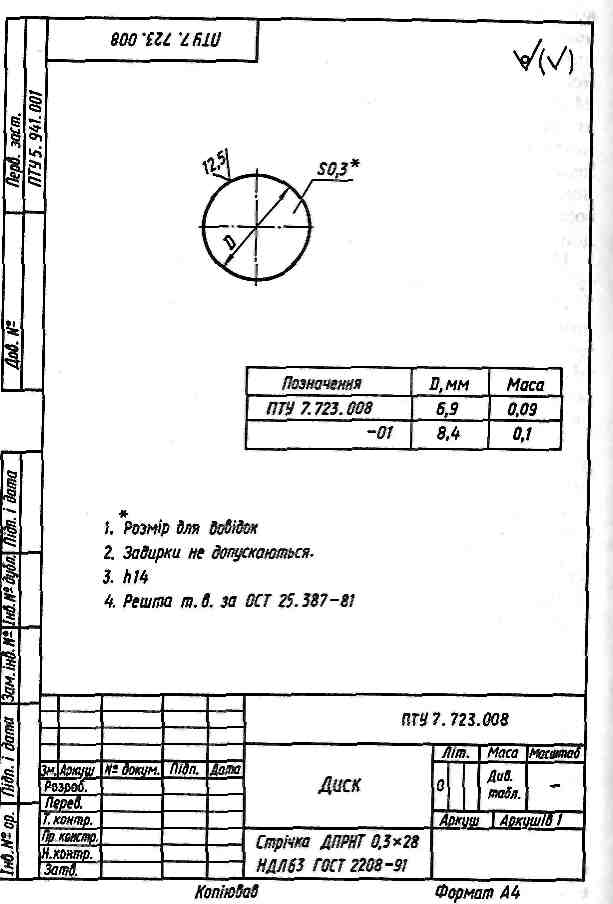 ПТУ 7. 723. 008
Перв. заст.
ПТУ 5. 941. 001
√(√)
12,5
S0,3*
D
Дов. №
Позначення D, мм Маса
ПТУ 7.723.008 6,9 0,09
-01 8,4 0,1
1. *Розмір для довідок
2. Задирки не допускаються.
3. h14
4. Решта т. в. за ОСТ 25. 387-81
Підп. і дата
Інв. № дубл.
Зам. інв. №
Підп. і дата
Інв. № ор.
ПТУ 7. 723.008
Зм. Аркуш № докум. Підп. Дата
Розроб.
Перев.
Т. контр.
Пр. констр.
Н. контр.
Затв.
Диск
Літ. Маса Масштаб
О Див. табл. -
Аркуш Аркушів 1
Стрічка ДПРНТ 0,3×28
НДЛ63 ГОСТ 2208-91
Копіював Формат А4